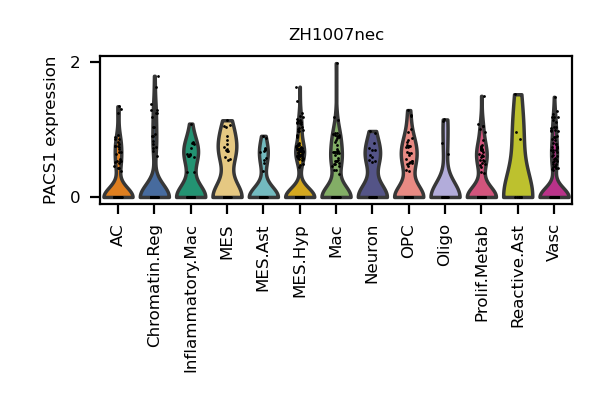 ZH1007nec
PACS1 expression
2
0
AC
Chromatin.Reg
Inflammatory.Mac
MES
MES.Ast
MES.Hyp
Mac
Neuron
OPC
Oligo
Prolif.Metab
Reactive.Ast
Vasc